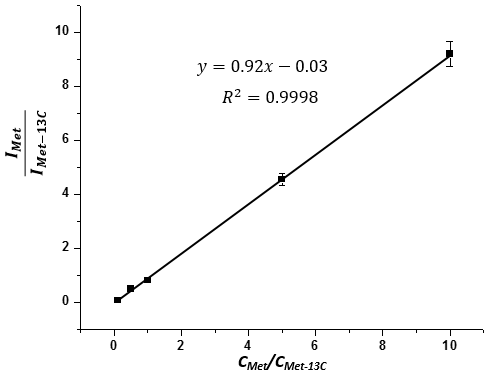 10
8
6
4
2
0
I_Met
I_Met-13C
y = 0.92x − 0.03
R² = 0.9998
0 2 4 6 8 10
C_Met/C_Met-13C